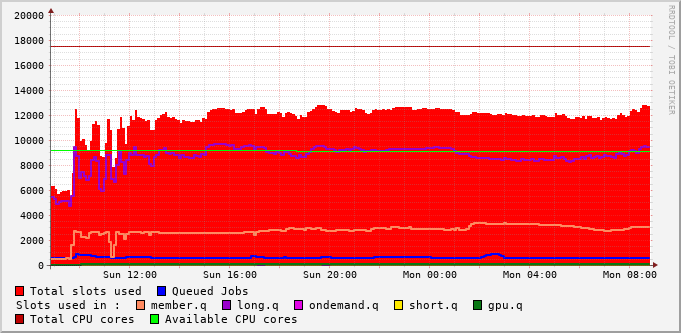 20000
18000
16000
14000
12000
10000
8000
6000
4000
2000
0
Sun 12:00 Sun 16:00 Sun 20:00 Mon 00:00 Mon 04:00 Mon 08:00
RRDTOOL / TOBI OETIKER
Total slots used Queued Jobs
Slots used in : member.q long.q ondemand.q short.q gpu.q
Total CPU cores Available CPU cores